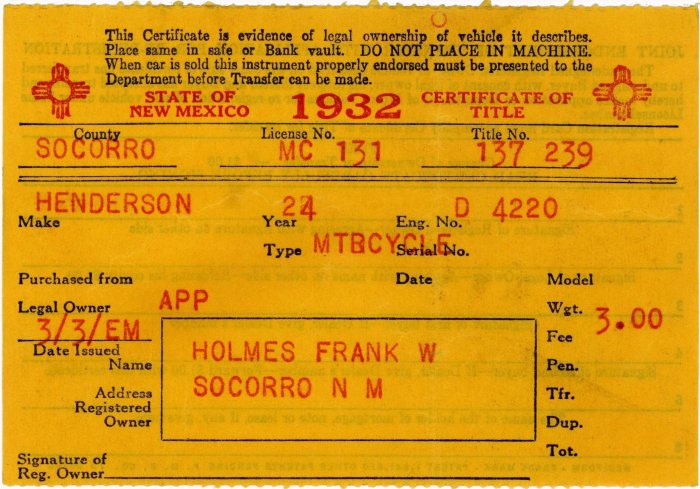 This Certificate is evidence of legal ownership of vehicle it describes.
Place same in safe or Bank vault. DO NOT PLACE IN MACHINE.
When car is sold this instrument properly endorsed must be presented to the
Department before Transfer can be made.
STATE OF NEW MEXICO 1932 CERTIFICATE OF TITLE
County License No. Title No.
SOCORRO MC 131 137 239
HENDERSON 24 D 4220
Make Year Eng. No.
Type MTRCYCLE Serial No.
Purchased from Date Model
Legal Owner APP Wgt. 3.00
3/3/EM Fee
Date Issued
Name HOLMES FRANK W Pen.
Address SOCORRO N M Tfr.
Registered Owner Dup.
Tot.
Signature of
Reg. Owner